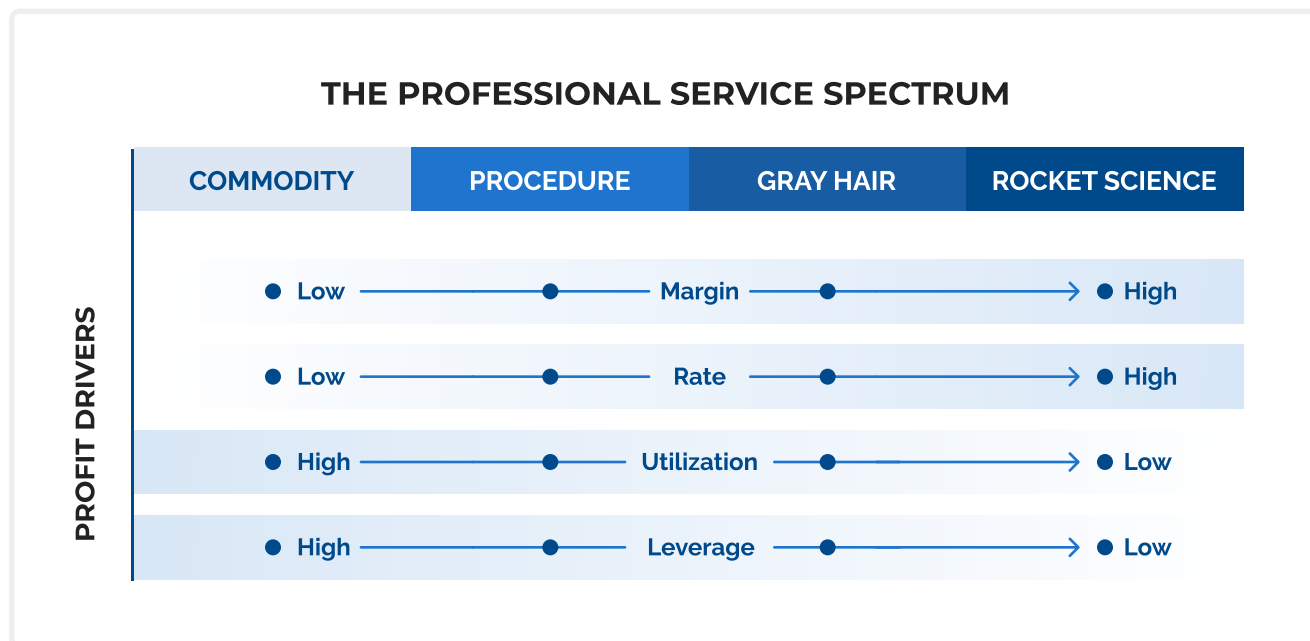 THE PROFESSIONAL SERVICE SPECTRUM
COMMODITY PROCEDURE GRAY HAIR ROCKET SCIENCE
PROFIT DRIVERS
Low Margin High
Low Rate High
High Utilization Low
High Leverage Low